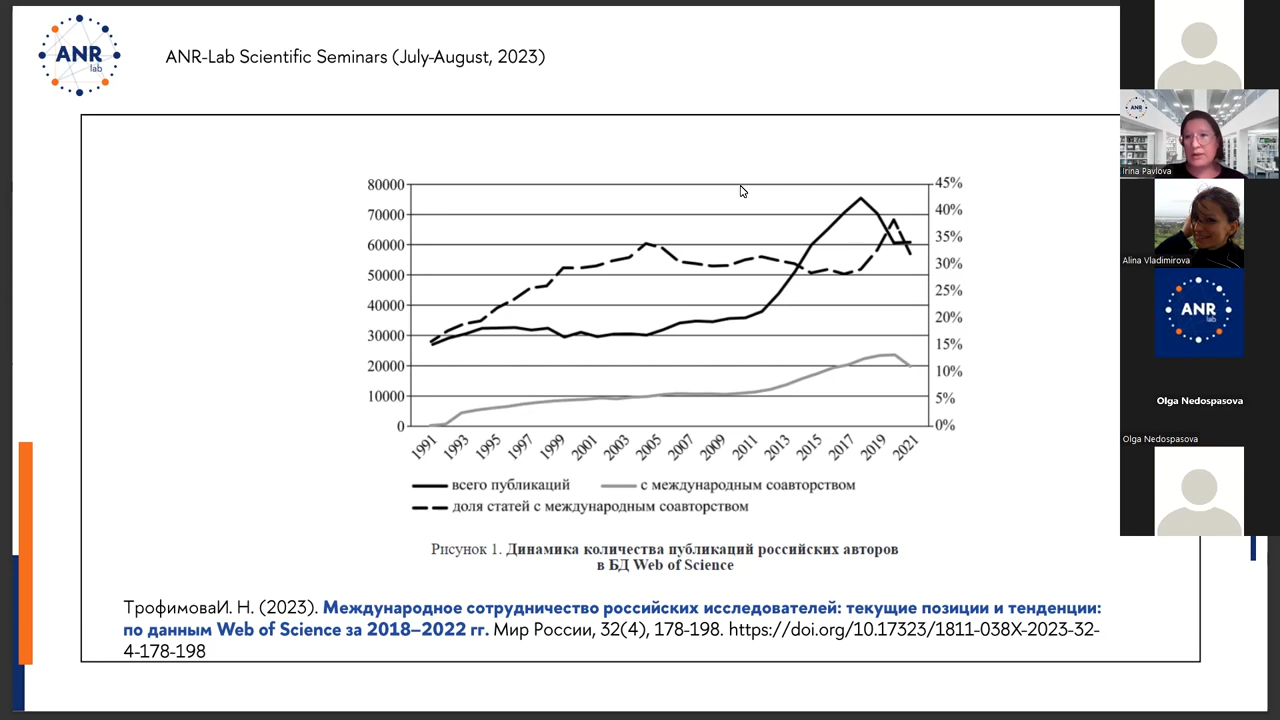 ANR
lab
ANR-Lab Scientific Seminars (July-August, 2023)
80000
70000
60000
50000
40000
30000
20000
10000
0
45%
40%
35%
30%
25%
20%
15%
10%
5%
0%
1991
1993
1995
1997
1999
2001
2003
2005
2007
2009
2011
2013
2015
2017
2019
2021
всего публикаций
с международным соавторством
доля статей с международным соавторством
Рисунок 1. Динамика количества публикаций российских авторов
в БД Web of Science
ТрофимоваИ. Н. (2023). Международное сотрудничество российских исследователей: текущие позиции и тенденции:
по данным Web of Science за 2018–2022 гг. Мир России, 32(4), 178-198. https://doi.org/10.17323/1811-038X-2023-32-
4-178-198
ANR
Irina Pavlova
Alina Vladimirova
ANR
lab
Olga Nedospasova
Olga Nedospasova